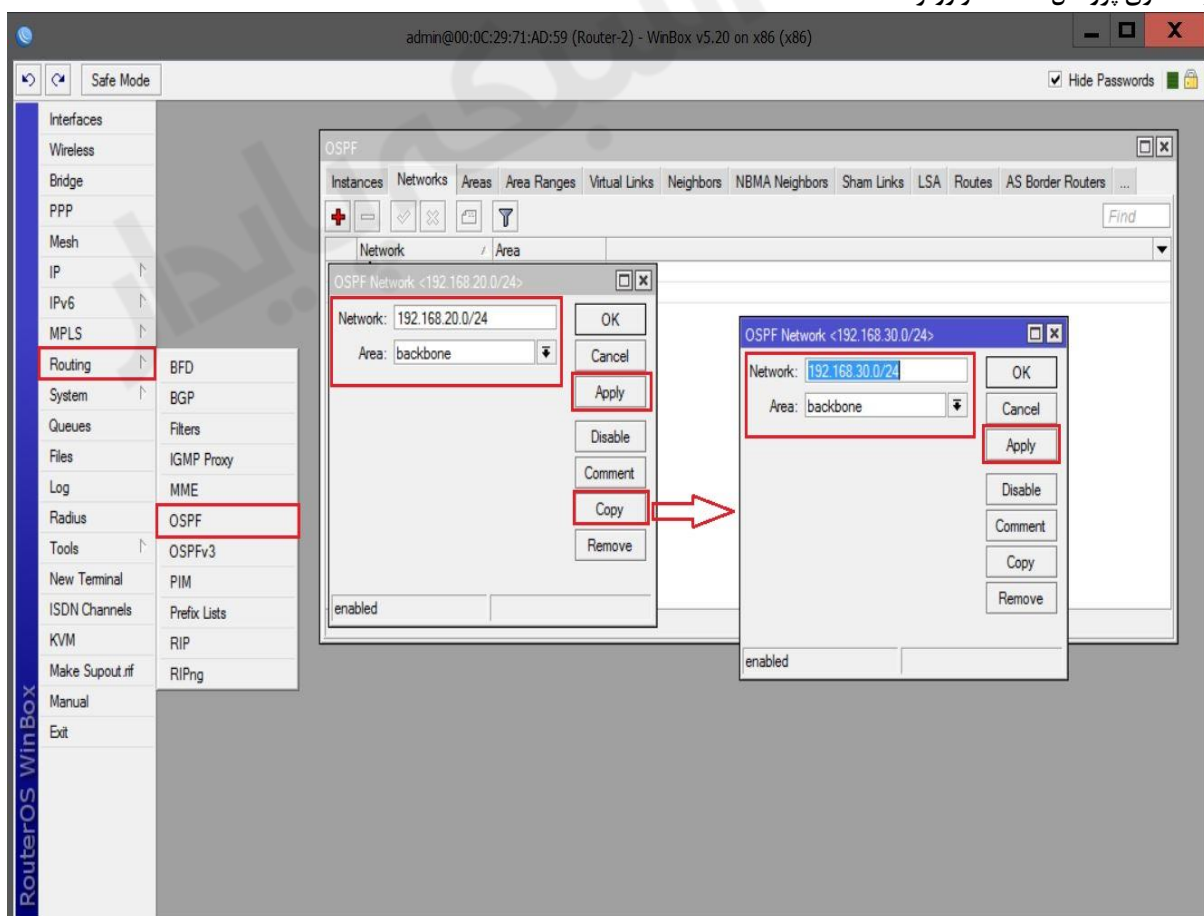 admin@00:0C:29:71:AD:59 (Router-2) - WinBox v5.20 on x86 (x86)
Safe Mode
Hide Passwords
Interfaces
Wireless
Bridge
PPP
Mesh
IP
IPv6
MPLS
Routing
System
Queues
Files
Log
Radius
Tools
New Terminal
ISDN Channels
KVM
Make Supout.rif
Manual
Exit
RouterOS WinBox
BFD
BGP
Filters
IGMP Proxy
MME
OSPF
OSPFv3
PIM
Prefix Lists
RIP
RIPng
OSPF
Instances Networks Areas Area Ranges Virtual Links Neighbors NBMA Neighbors Sham Links LSA Routes AS Border Routers ...
Find
Network Area
OSPF Network <192.168.20.0/24>
Network: 192.168.20.0/24
Area: backbone
OK
Cancel
Apply
Disable
Comment
Copy
Remove
enabled
OSPF Network <192.168.30.0/24>
Network: 192.168.30.0/24
Area: backbone
OK
Cancel
Apply
Disable
Comment
Copy
Remove
enabled